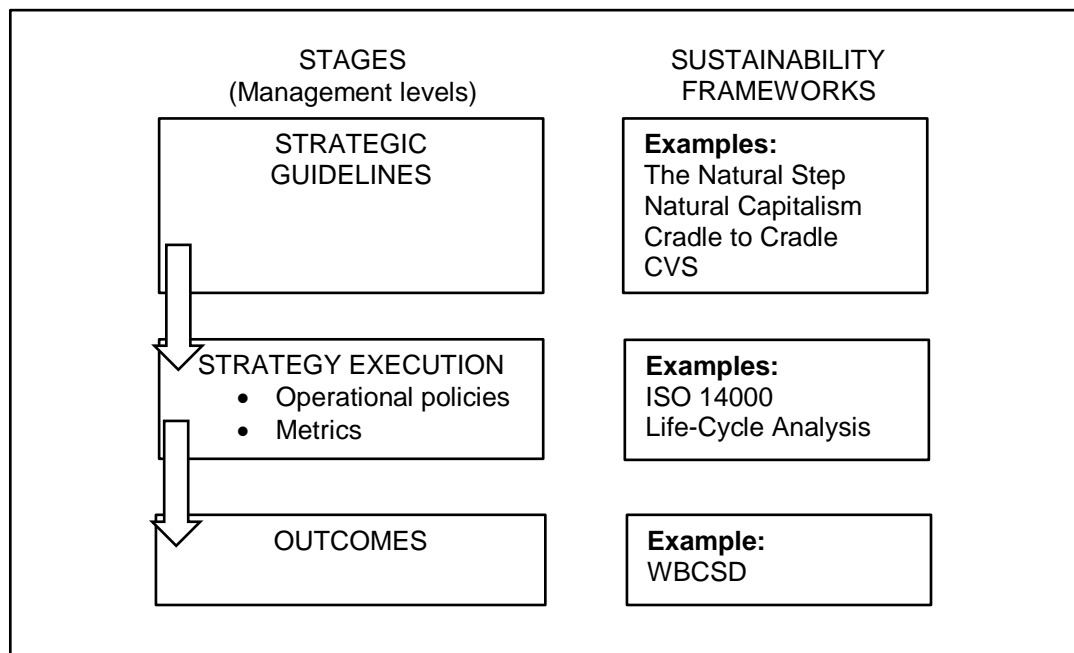 STAGES
(Management levels)
SUSTAINABILITY
FRAMEWORKS
STRATEGIC
GUIDELINES
Examples:
The Natural Step
Natural Capitalism
Cradle to Cradle
CVS
STRATEGY EXECUTION
• Operational policies
• Metrics
Examples:
ISO 14000
Life-Cycle Analysis
OUTCOMES
Example:
WBCSD